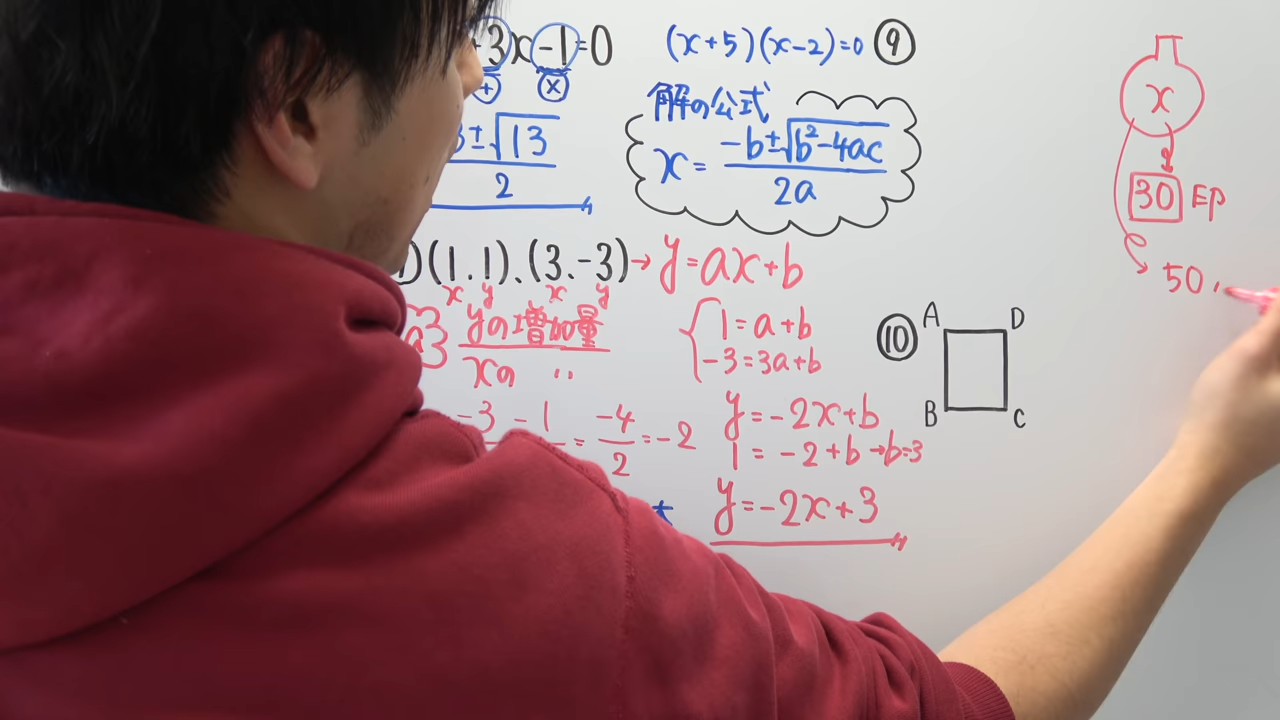 3)x-1=0
+ ×
3±√13
2
(x+5)(x-2)=0 ⑨
解の公式
x= -b±√b²-4ac
2a
(1.1)、(3.-3)→y=ax+b
x y x y
yの増加量
xの 〃
-3-1 = -4 = -2
2
1=a+b
-3=3a+b
y=-2x+b
1=-2+b→b=3
y=-2x+3
⑩
A D
B C
x
30 印
50